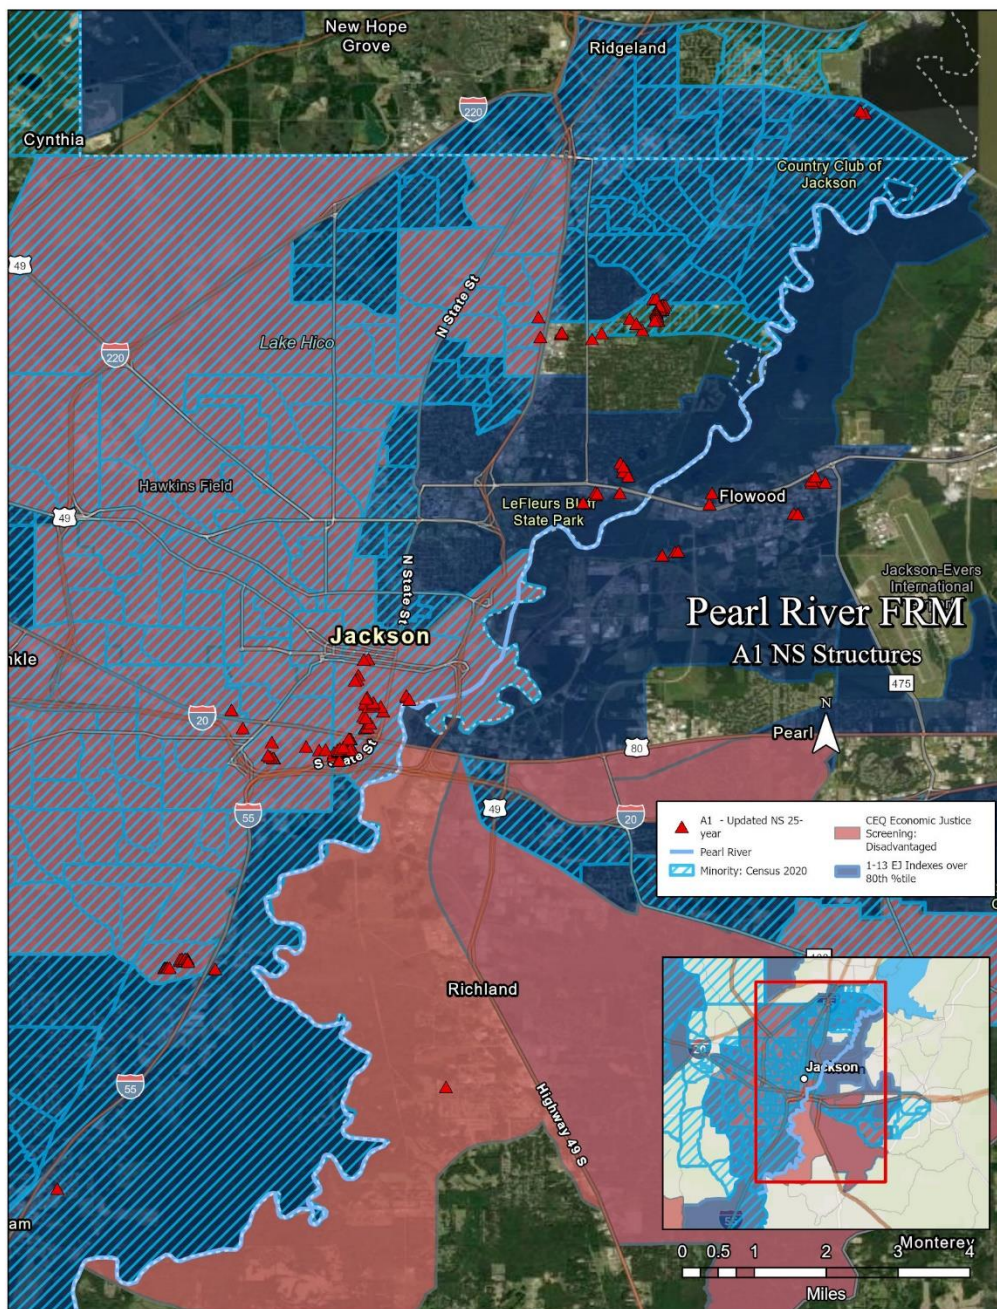 New Hope
Grove
Ridgeland
220
Cynthia
Country Club of
Jackson
49
N State St
Lake Hico
220
Hawkins Field
49
Flowood
LeFleurs Bluff
State Park
N State St
Jackson-Evers
International
Pearl River FRM
A1 NS Structures
Jackson
nkle
475
N
20
Pearl
80
S State St
55
49
20
A1 - Updated NS 25-
year
Pearl River
Minority: Census 2020
CEQ Economic Justice
Screening:
Disadvantaged
1-13 EJ Indexes over
80th %tile
Richland
20
Jackson
55
Highway 49 S
55
am
Monterey
0 0.5 1 2 3 4
Miles